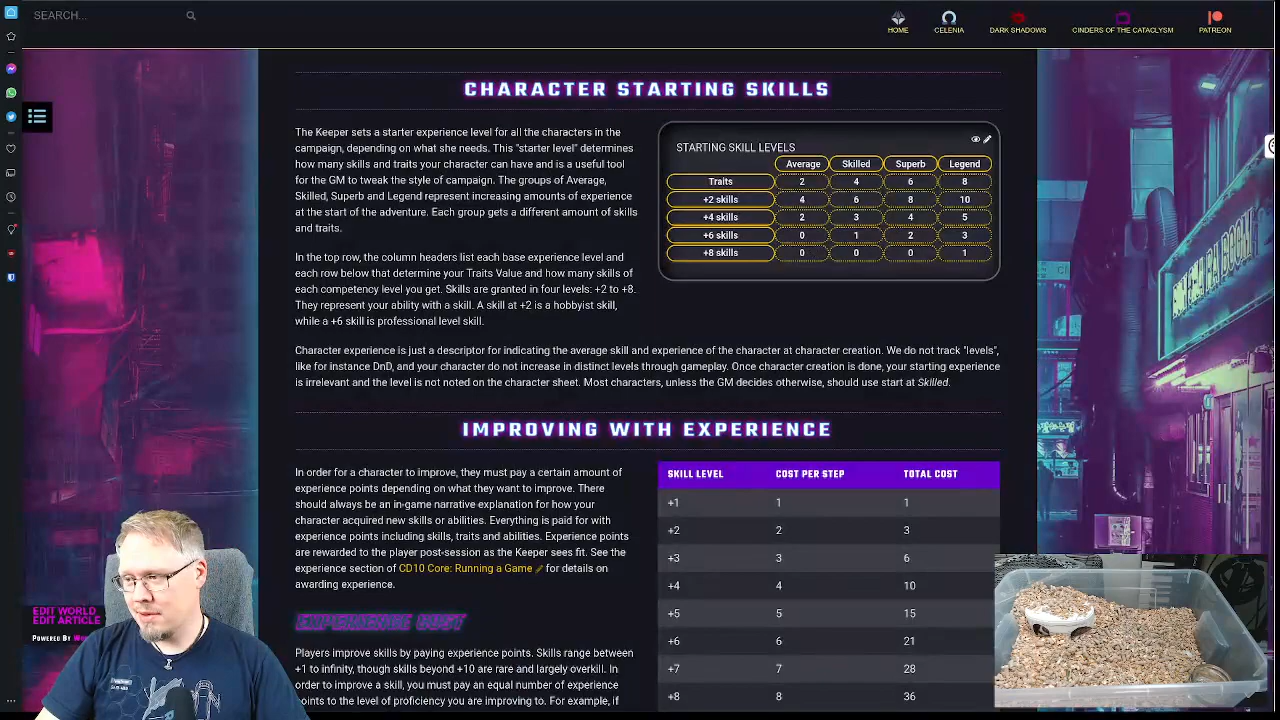 SEARCH...
HOME
CELENIA
DARK SHADOWS
CINDERS OF THE CATACLYSM
PATREON
CHARACTER STARTING SKILLS
The Keeper sets a starter experience level for all the characters in the
campaign, depending on what she needs. This "starter level" determines
how many skills and traits your character can have and is a useful tool
for the GM to tweak the style of campaign. The groups of Average,
Skilled, Superb and Legend represent increasing amounts of experience
at the start of the adventure. Each group gets a different amount of skills
and traits.
In the top row, the column headers list each base experience level and
each row below that determine your Traits Value and how many skills of
each competency level you get. Skills are granted in four levels: +2 to +8.
They represent your ability with a skill. A skill at +2 is a hobbyist skill,
while a +6 skill is professional level skill.
STARTING SKILL LEVELS
Average Skilled Superb Legend
Traits 2 4 6 8
+2 skills 4 6 8 10
+4 skills 2 3 4 5
+6 skills 0 1 2 3
+8 skills 0 0 0 1
Character experience is just a descriptor for indicating the average skill and experience of the character upon character creation. We do not track "levels",
like for instance DnD, and your character do not increase in distinct levels through gameplay. Once character creation is done, your starting experience
is irrelevant and the level is not noted on the character sheet. Most characters, unless the GM decides otherwise, should use start at Skilled.
IMPROVING WITH EXPERIENCE
In order for a character to improve, they must pay a certain amount of
experience points depending on what they want to improve. There
should always be an in-game narrative explanation for how your
character acquired new skills or abilities. Everything is paid for with
experience points including skills, traits and abilities. Experience points
are rewarded to the player post-session as the Keeper sees fit. See the
experience section of CD10 Core: Running a Game for details on
awarding experience.
EXPERIENCE COST
Players improve skills by paying experience points. Skills range between
+1 to infinity, though skills beyond +10 are rare and largely overkill. In
order to improve a skill, you must pay an equal number of experience
points to the level of proficiency you are improving to. For example, if
SKILL LEVEL COST PER STEP TOTAL COST
+1 1 1
+2 2 3
+3 3 6
+4 4 10
+5 5 15
+6 6 21
+7 7 28
+8 8 36
EDIT WORLD
EDIT ARTICLE
POWERED BY